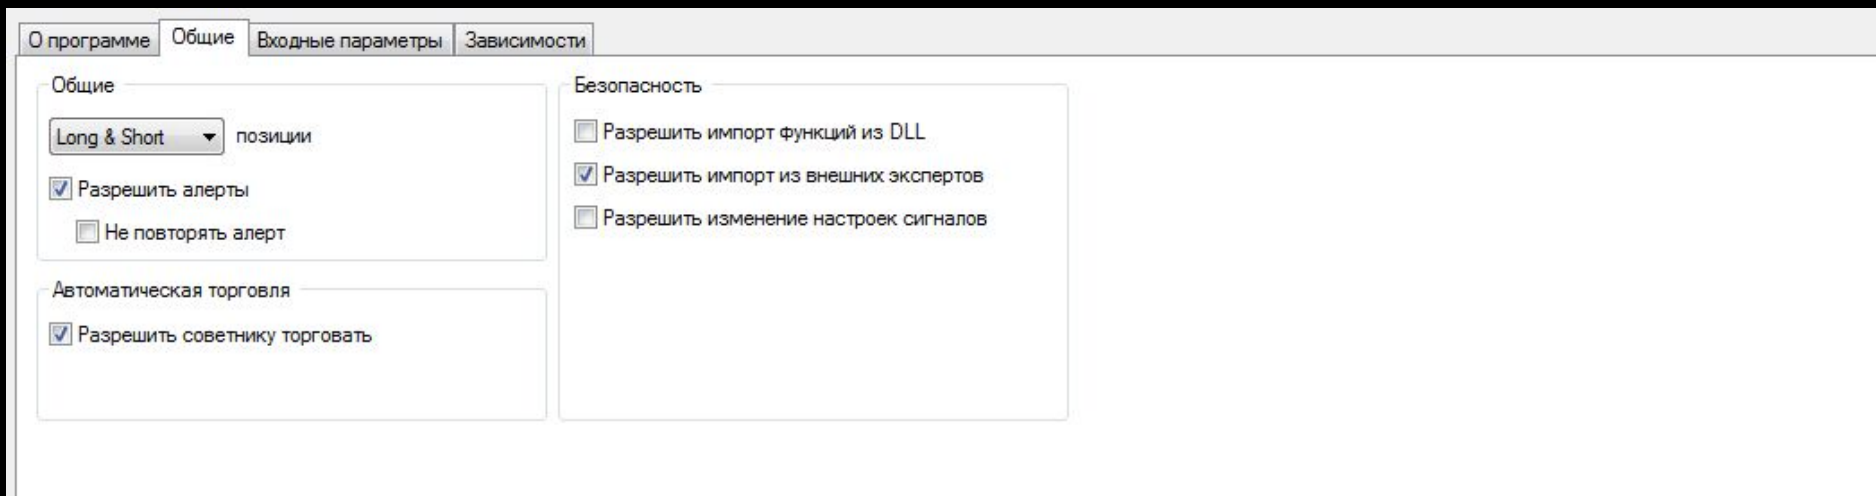 О программе
Общие
Входные параметры
Зависимости
Общие
Long & Short
позиции
Разрешить алерты
Не повторять алерт
Автоматическая торговля
Разрешить советнику торговать
Безопасность
Разрешить импорт функций из DLL
Разрешить импорт из внешних экспертов
Разрешить изменение настроек сигналов